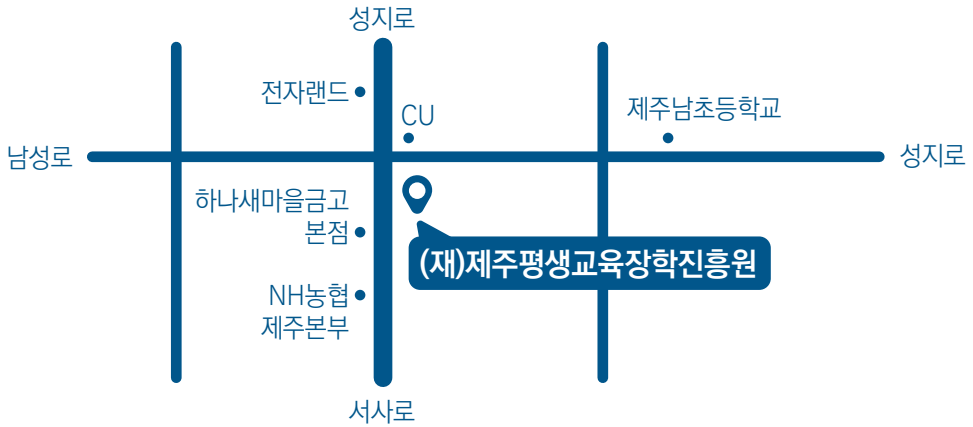 성지로
전자랜드
CU
제주남초등학교
남성로
성지로
하나새마을금고
본점
(재)제주평생교육장학진흥원
NH농협
제주본부
서사로